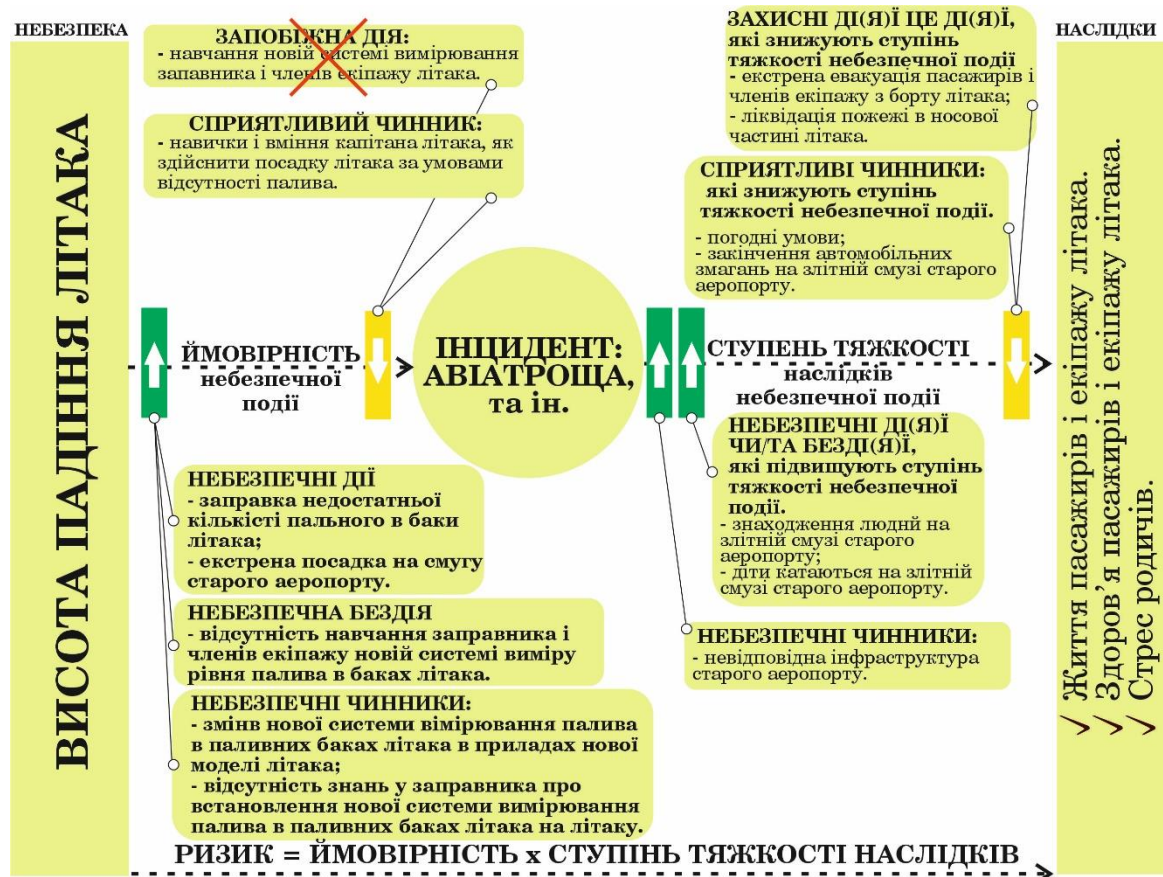 НЕБЕЗПЕКА
ВИСОТА ПАДІННЯ ЛІТАКА
ЗАПОБІЖНА ДІЯ:
- навчання новій системі вимірювання
запавника і членів екіпажу літака.
СПРИЯТЛИВИЙ ЧИННИК:
- навички і вміння капітана літака, як
здійснити посадку літака за умовами
відсутності палива.
ЙМОВІРНІСТЬ
небезпечної
події
НЕБЕЗПЕЧНІ ДІЇ
- заправка недостатньої
кількісті пального в баки
літака;
- екстрена посадка на смугу
старого аеропорту.
НЕБЕЗПЕЧНА БЕЗДІЯ
- відсутність навчання заправника і
членів екіпажу новій системі виміру
рівня палива в баках літака.
НЕБЕЗПЕЧНІ ЧИННИКИ:
- змінв нової системи вімірювання палива
в паливних баках літака в приладах нової
моделі літака;
- відсутність знань у заправника про
встановлення нової системи вимірювання
палива в паливних баках літака на літаку.
ІНЦИДЕНТ:
АВІАТРОЩА,
та ін.
ЗАХИСНІ ДІ(Я)Ї ЦЕ ДІ(Я)Ї,
які знижують ступінь
тяжкості небезпечної події
- екстрена евакуація пасажирів і
членів екіпажу з борту літака;
- ліквідація пожежі в носової
частині літака.
СПРИЯТЛИВІ ЧИННИКИ:
які знижують ступінь
тяжкості небезпечної події.
- погодні умови;
- закінчення автомобільних
змагань на злітній смузі старого
аеропорту.
СТУПЕНЬ ТЯЖКОСТІ
наслідків
небезпечної події
НЕБЕЗПЕЧНІ ДІ(Я)Ї
ЧИ/ТА БЕЗДІ(Я)Ї,
які підвищують ступінь
тяжкості небезпечної
події.
- знаходження люднй на
злітній смузі старого
аеропорту;
- діти катаються на злітній
смузі старого аеропорту.
НЕБЕЗПЕЧНІ ЧИННИКИ:
- невідповідна інфраструктура
старого аеропорту.
НАСЛІДКИ
Життя пасажирів і екіпажу літака.
Здоров'я пасажирів і екіпажу літака.
Стрес родичів.
РИЗИК = ЙМОВІРНІСТЬ х СТУПІНЬ ТЯЖКОСТІ НАСЛІДКІВ